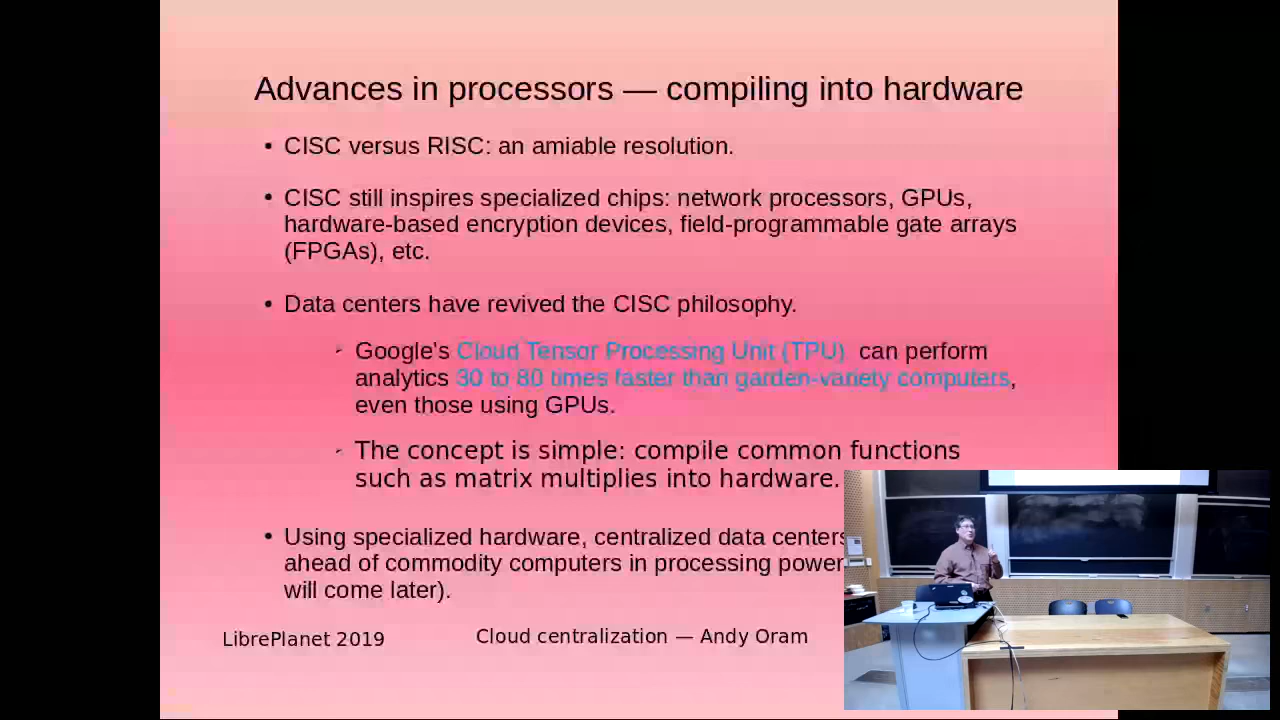 Advances in processors — compiling into hardware
• CISC versus RISC: an amiable resolution.
• CISC still inspires specialized chips: network processors, GPUs,
hardware-based encryption devices, field-programmable gate arrays
(FPGAs), etc.
• Data centers have revived the CISC philosophy.
Google's Cloud Tensor Processing Unit (TPU) can perform
analytics 30 to 80 times faster than garden-variety computers,
even those using GPUs.
The concept is simple: compile common functions
such as matrix multiplies into hardware.
• Using specialized hardware, centralized data centers
ahead of commodity computers in processing power
will come later).
LibrePlanet 2019
Cloud centralization — Andy Oram